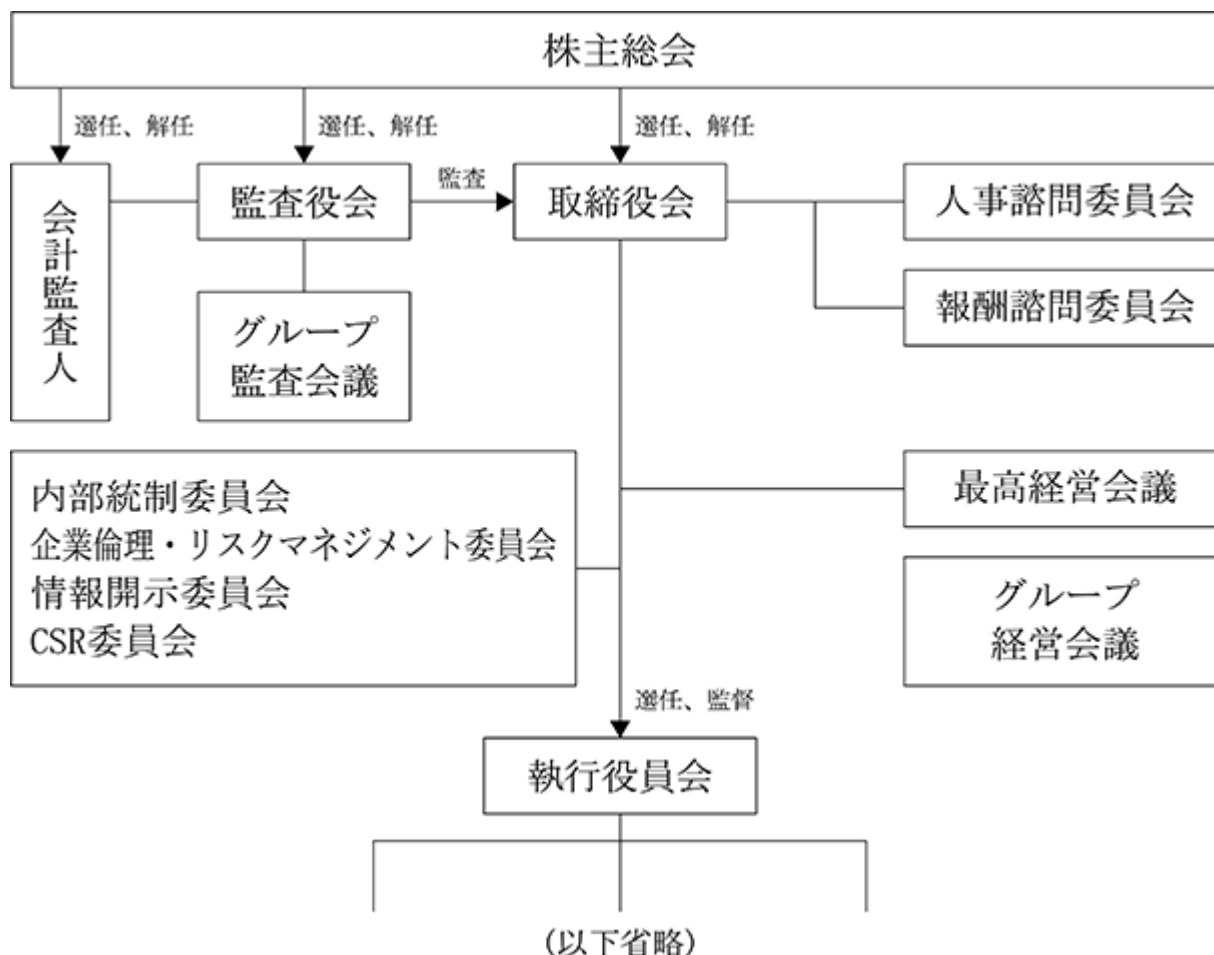 株主総会
選任、解任
選任、解任
選任、解任
会計監査人
監査役会
監査
取締役会
人事諮問委員会
報酬諮問委員会
グループ
監査会議
内部統制委員会
企業倫理・リスクマネジメント委員会
情報開示委員会
CSR委員会
最高経営会議
グループ
経営会議
選任、監督
執行役員会
(以下省略)